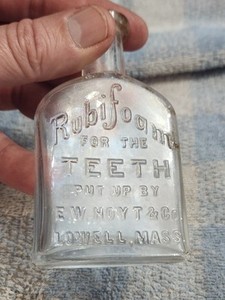 Rubifoam
FOR THE
TEETH
PUT UP BY
E.W. HOYT & Co
LOWELL, MASS